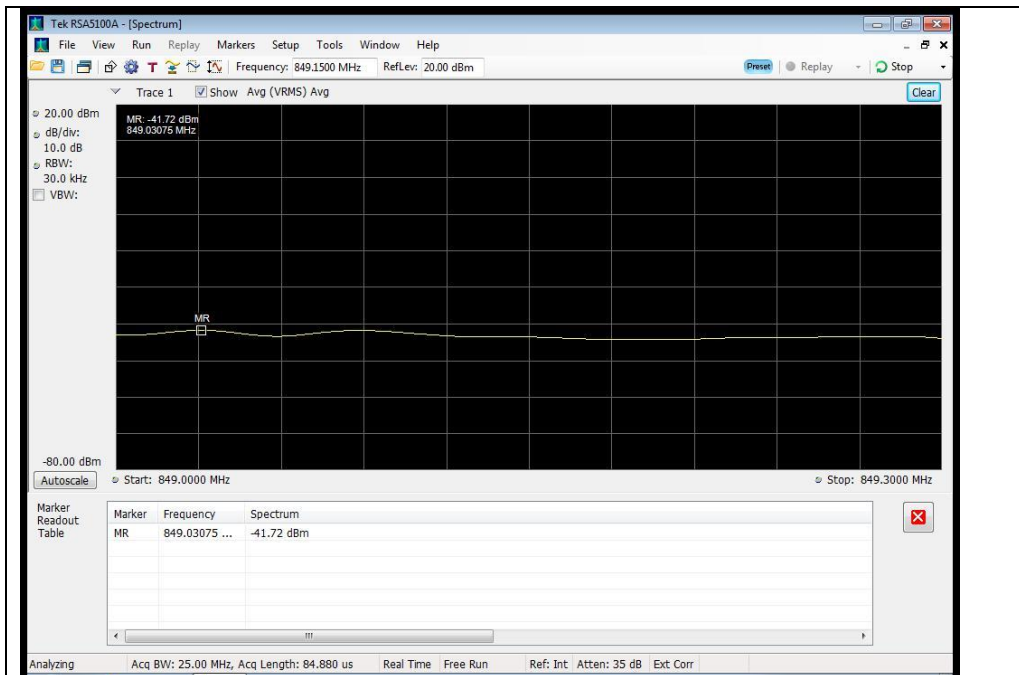 Tek RSA5100A - [Spectrum]
File View Run Replay Markers Setup Tools Window Help
T Frequency: 849.1500 MHz RefLev: 20.00 dBm Preset Replay Stop
Trace 1 Show Avg (VRMS) Avg Clear
20.00 dBm
dB/div:
10.0 dB
RBW:
30.0 kHz
VBW:
MR: -41.72 dBm
849.03075 MHz
MR
-80.00 dBm
Autoscale Start: 849.0000 MHz Stop: 849.3000 MHz
Marker
Readout
Table
Marker Frequency Spectrum
MR 849.03075 ... -41.72 dBm
Analyzing Acq BW: 25.00 MHz, Acq Length: 84.880 us Real Time Free Run Ref: Int Atten: 35 dB Ext Corr